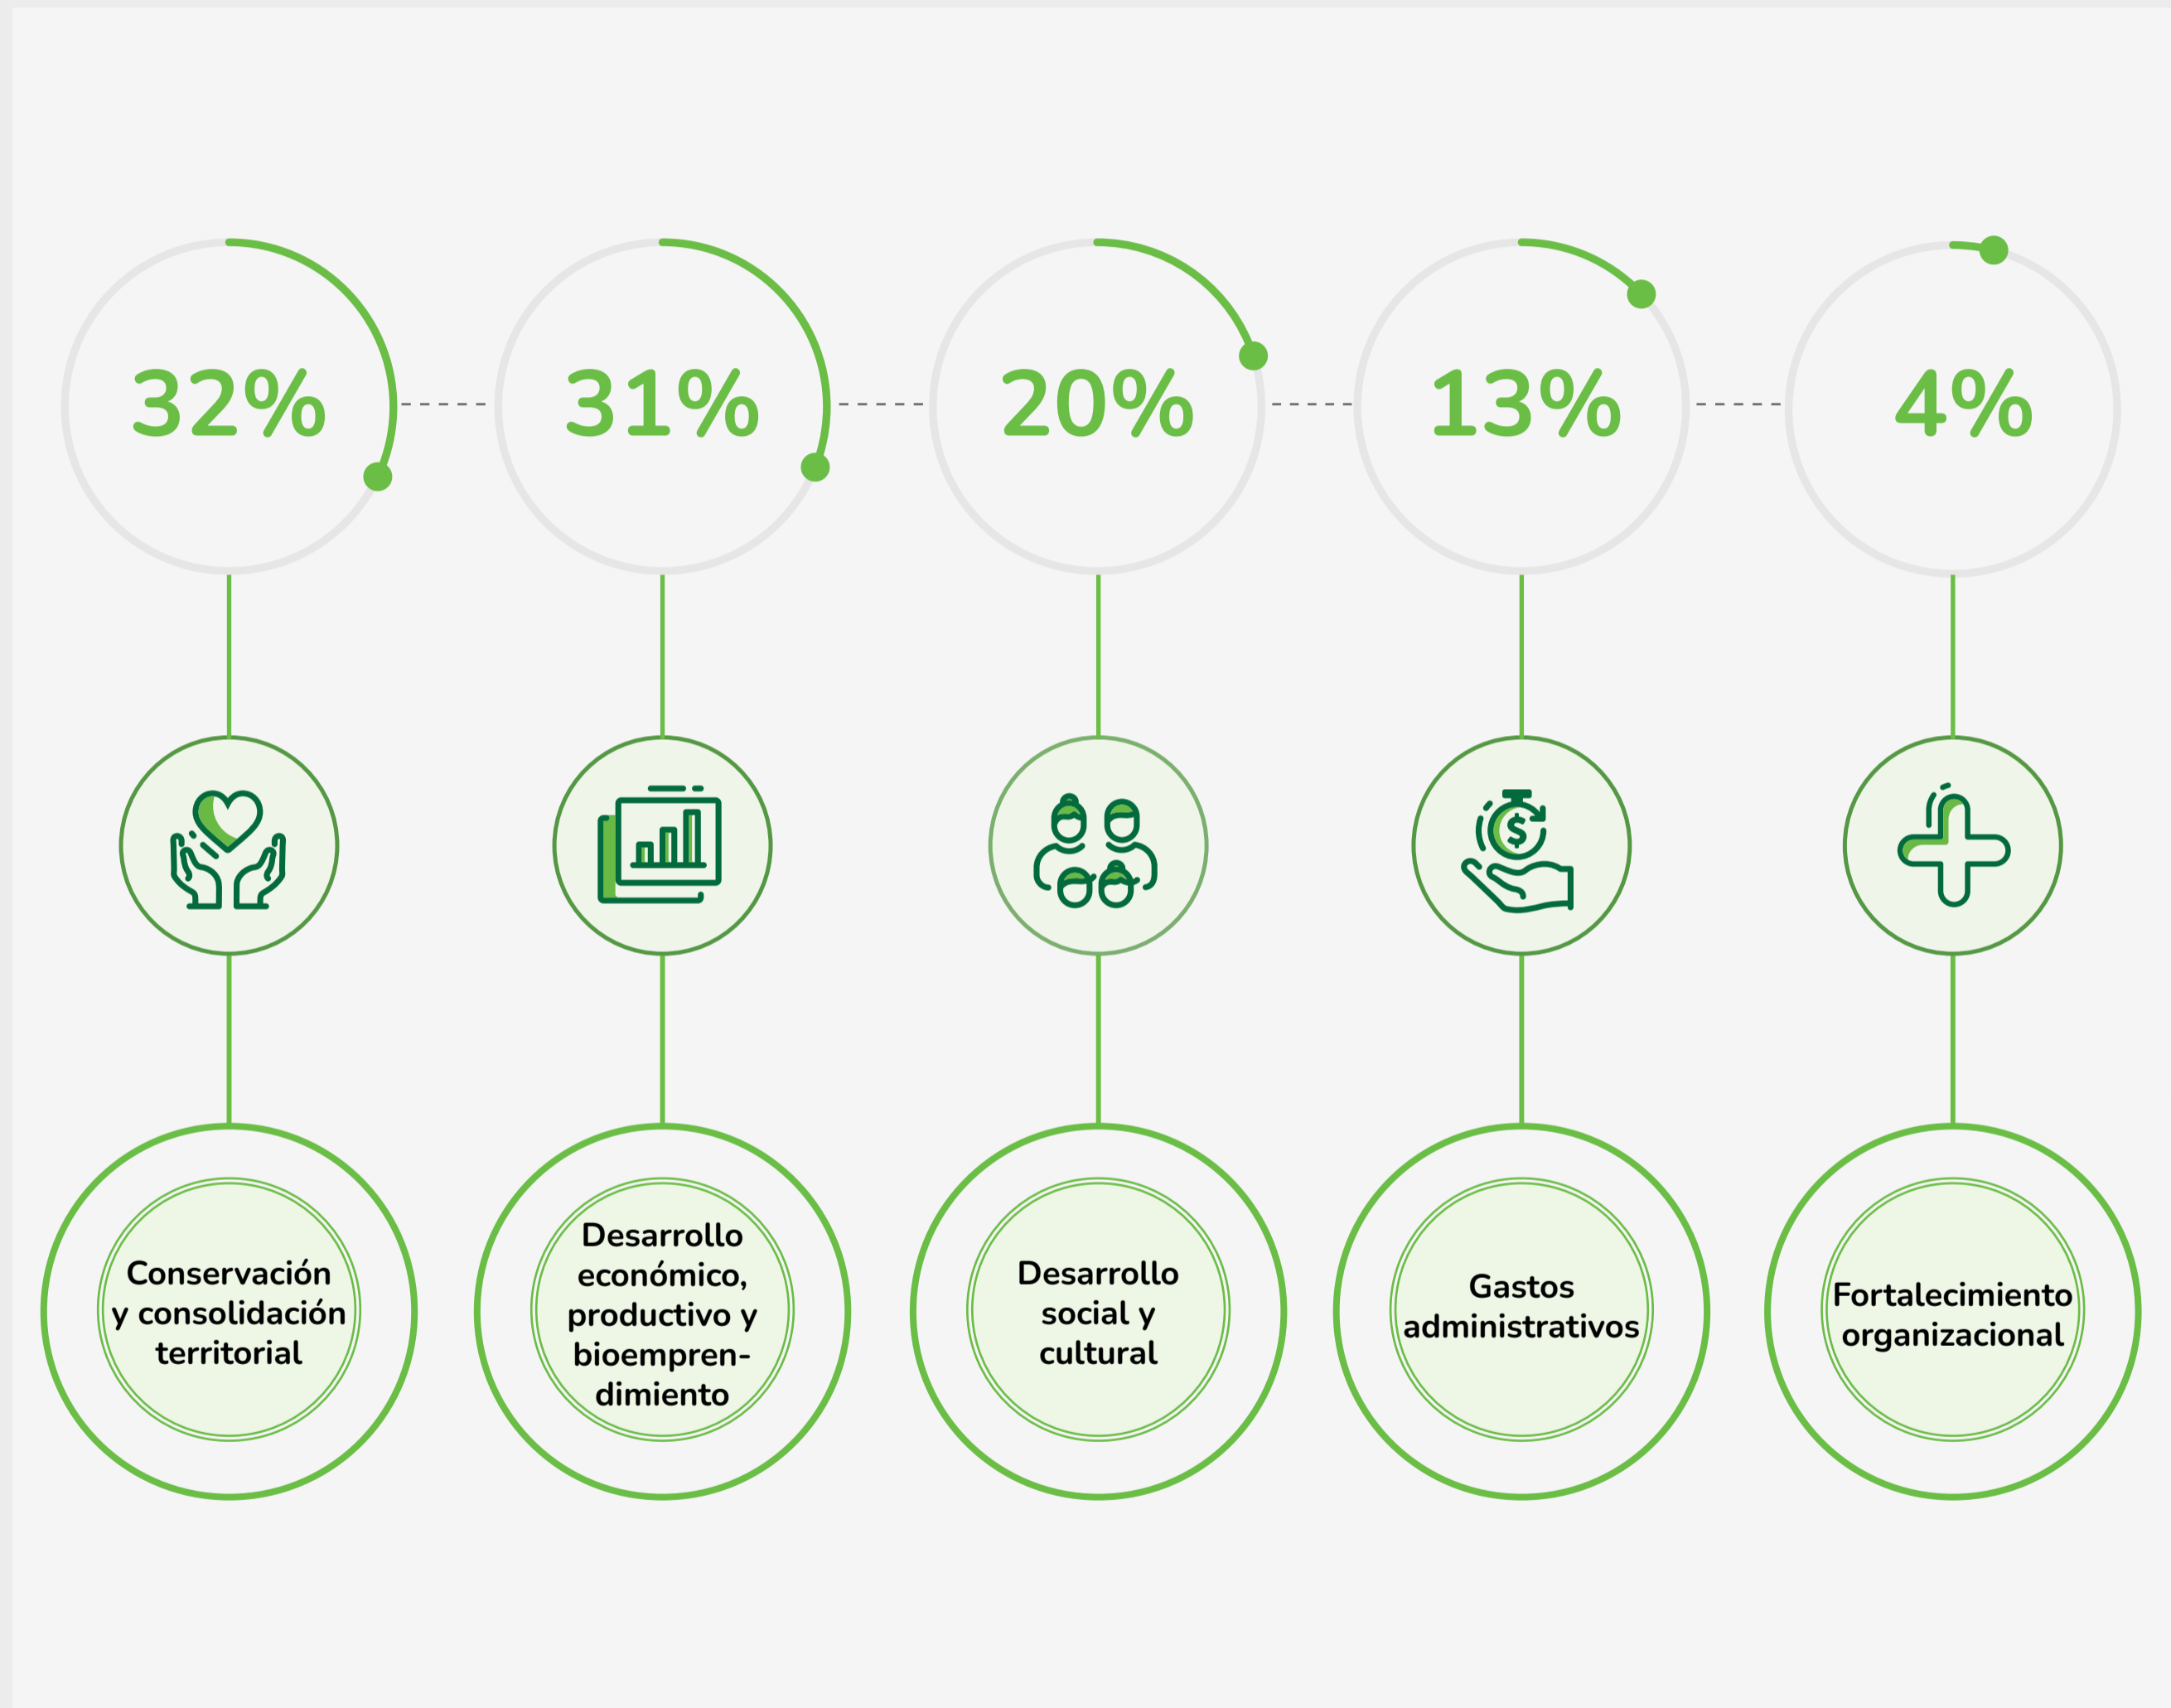 32%
31%
20%
13%
4%
$
Conservación
y consolidación
territorial
Desarrollo
económico,
productivo y
bioempren-
dimiento
Desarrollo
social y
cultural
Gastos
administrativos
Fortalecimiento
organizacional